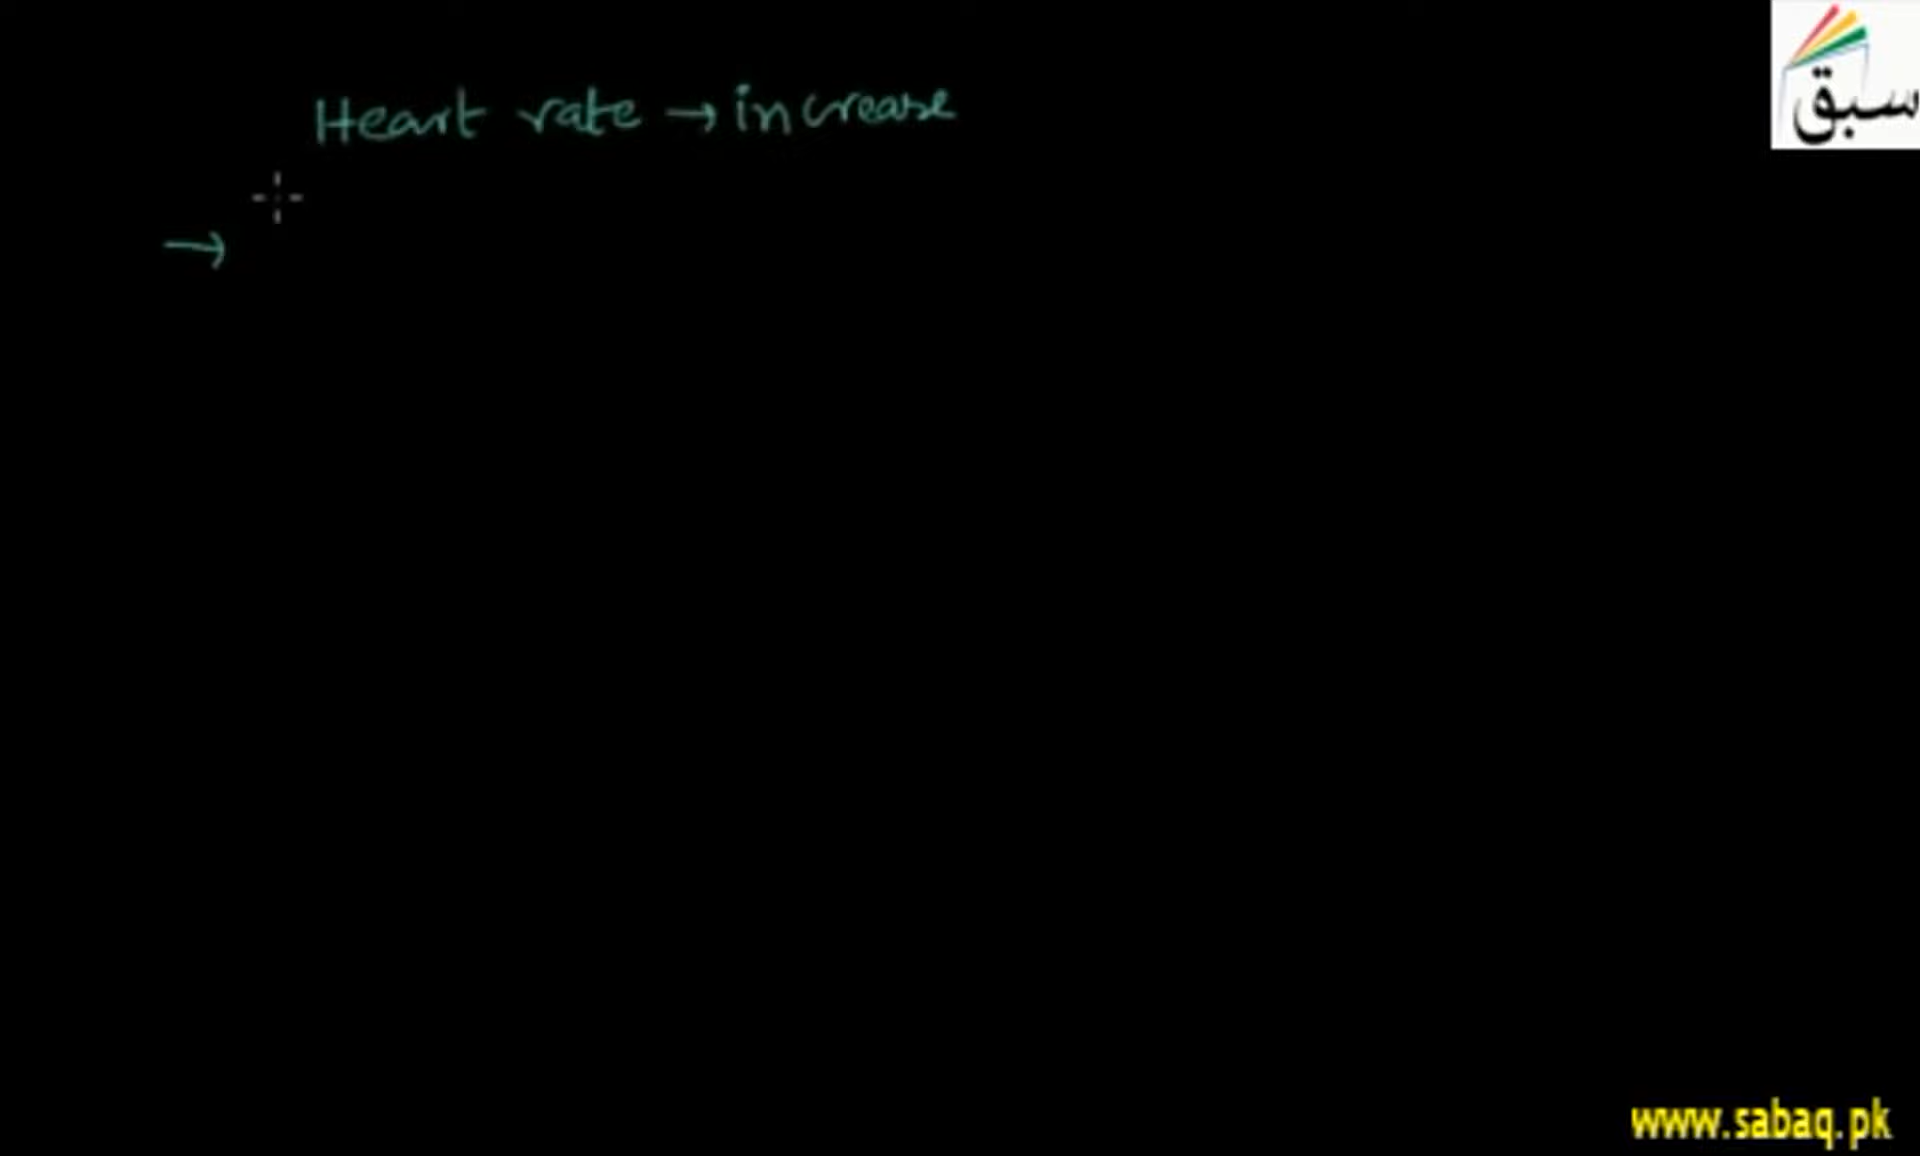 سبق
Heart rate → increase
→
www.sabaq.pk